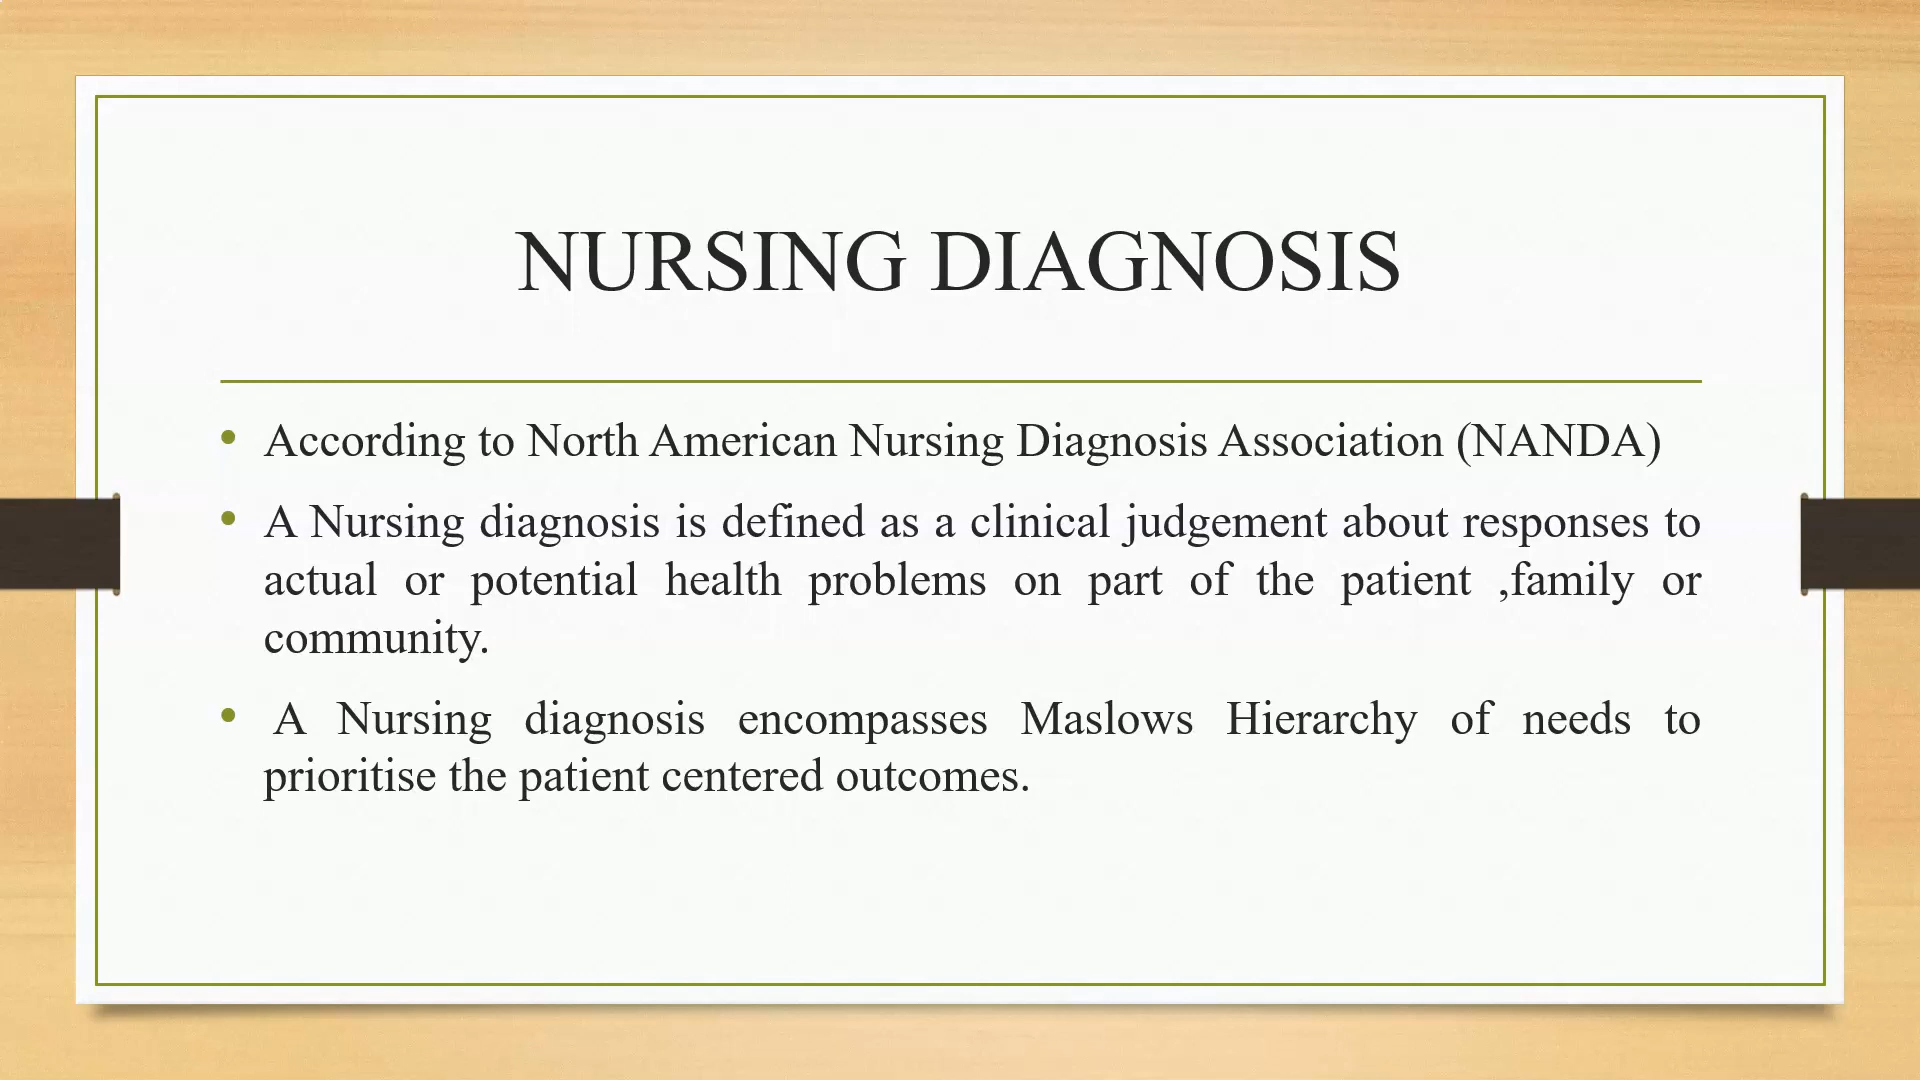 NURSING DIAGNOSIS
• According to North American Nursing Diagnosis Association (NANDA)
• A Nursing diagnosis is defined as a clinical judgement about responses to
actual or potential health problems on part of the patient ,family or
community.
• A Nursing diagnosis encompasses Maslows Hierarchy of needs to
prioritise the patient centered outcomes.